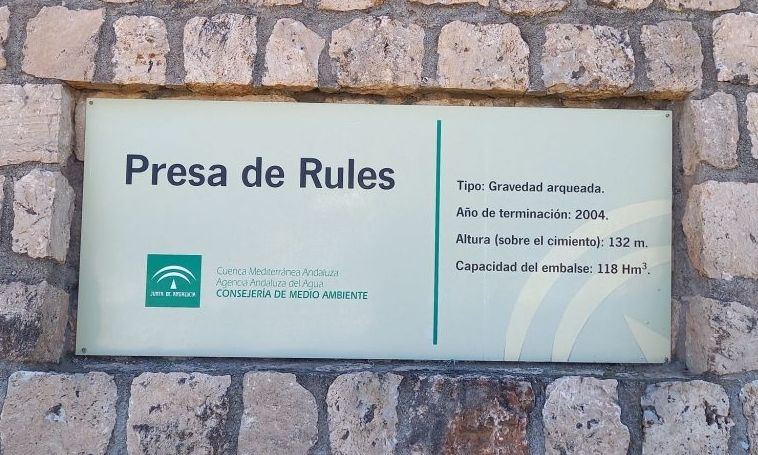 Presa de Rules
JUNTA DE ANDALUCIA
Cuenca Mediterránea Andaluza
Agencia Andaluza del Agua
CONSEJERÍA DE MEDIO AMBIENTE
Tipo: Gravedad arqueada.
Año de terminación: 2004.
Altura (sobre el cimiento): 132 m.
Capacidad del embalse: 118 Hm³.